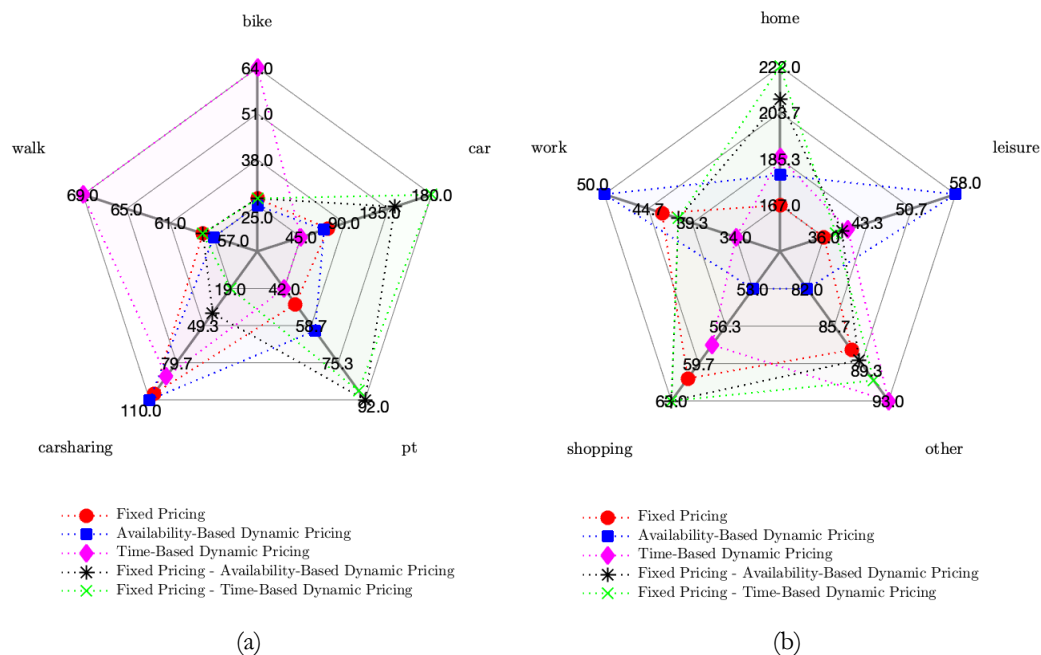 bike
home
64.0
222.0
51.0
203.7
walk
car
work
leisure
38.0
185.3
69.0
65.0
61.0
57.0
25.0
45.0
90.0
135.0
180.0
50.0
44.7
39.3
34.0
167.0
36.0
43.3
50.7
58.0
19.0
42.0
53.0
82.0
49.3
58.7
56.3
85.7
79.7
75.3
59.7
89.3
110.0
92.0
63.0
93.0
carsharing
pt
shopping
other
Fixed Pricing
Availability-Based Dynamic Pricing
Time-Based Dynamic Pricing
Fixed Pricing - Availability-Based Dynamic Pricing
Fixed Pricing - Time-Based Dynamic Pricing
Fixed Pricing
Availability-Based Dynamic Pricing
Time-Based Dynamic Pricing
Fixed Pricing - Availability-Based Dynamic Pricing
Fixed Pricing - Time-Based Dynamic Pricing
(a)
(b)